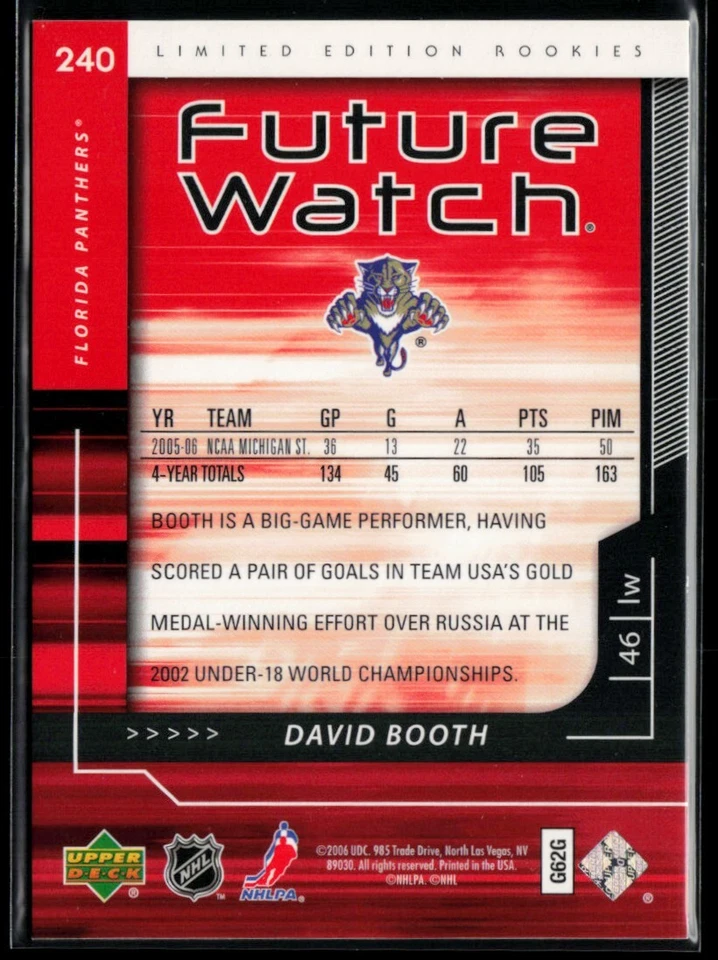 240
LIMITED EDITION ROOKIES
FLORIDA PANTHERS®
Future
Watch®
®
YR TEAM GP G A PTS PIM
2005-06 NCAA MICHIGAN ST. 36 13 22 35 50
4-YEAR TOTALS 134 45 60 105 163
BOOTH IS A BIG-GAME PERFORMER, HAVING
SCORED A PAIR OF GOALS IN TEAM USA'S GOLD
MEDAL-WINNING EFFORT OVER RUSSIA AT THE
2002 UNDER-18 WORLD CHAMPIONSHIPS.
46 lw
>>>>> DAVID BOOTH
UPPER
D·E·C·K ®
NHL ™
NHLPA®
©2006 UDC. 985 Trade Drive, North Las Vegas, NV
89030. All rights reserved. Printed in the USA.
©NHLPA. ©NHL
G62G
®